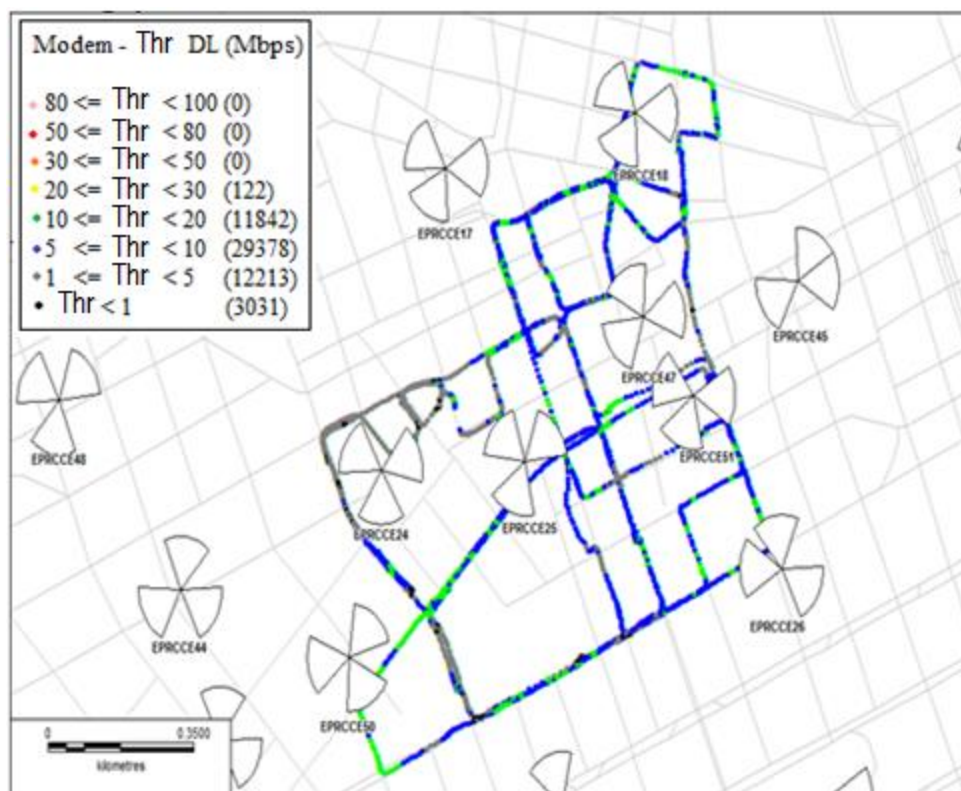 Modem - Thr DL (Mbps)
80 <= Thr < 100 (0)
50 <= Thr < 80 (0)
30 <= Thr < 50 (0)
20 <= Thr < 30 (122)
10 <= Thr < 20 (11842)
5 <= Thr < 10 (29378)
1 <= Thr < 5 (12213)
Thr < 1 (3031)
EPRCCE18
EPRCCE17
EPRCCE45
EPRCCE47
EPRCCE48
EPRCCE51
EPRCCE25
EPRCCE24
EPRCCE26
EPRCCE44
EPRCCE50
0 0.3500
kilometres